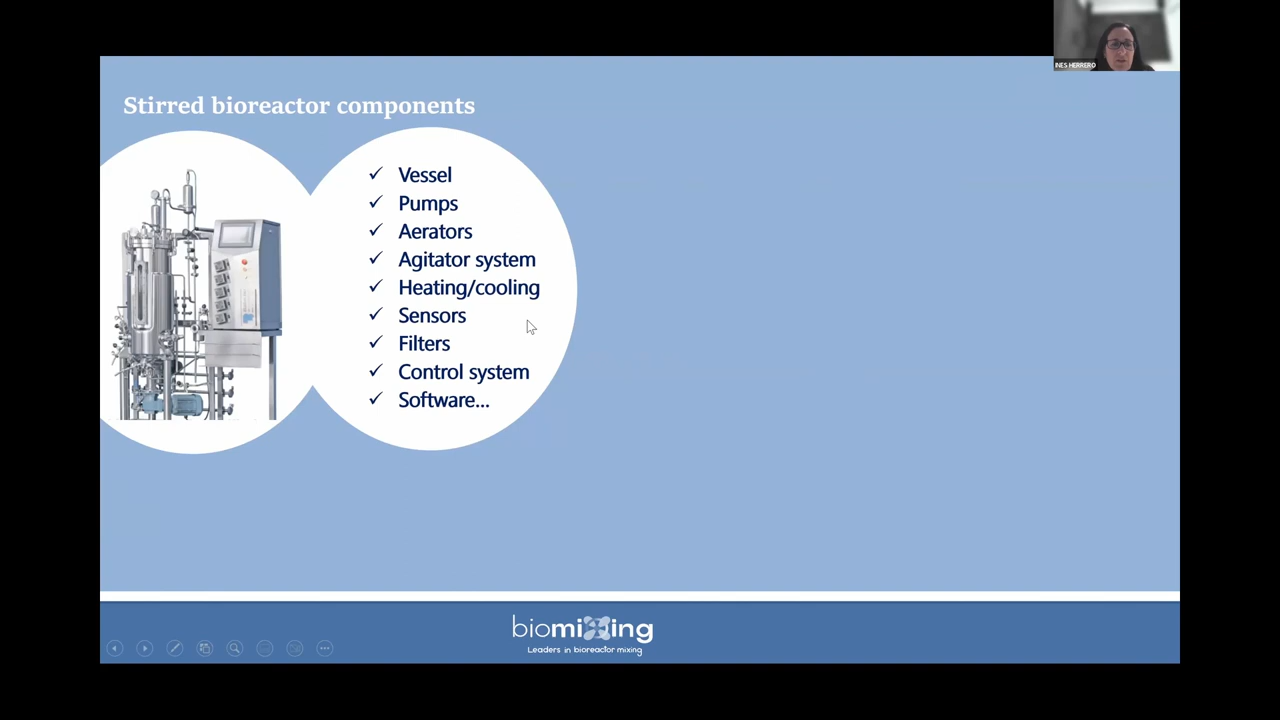 INES HERRERO
Stirred bioreactor components
Vessel
Pumps
Aerators
Agitator system
Heating/cooling
Sensors
Filters
Control system
Software...
biomixing
Leaders in bioreactor mixing